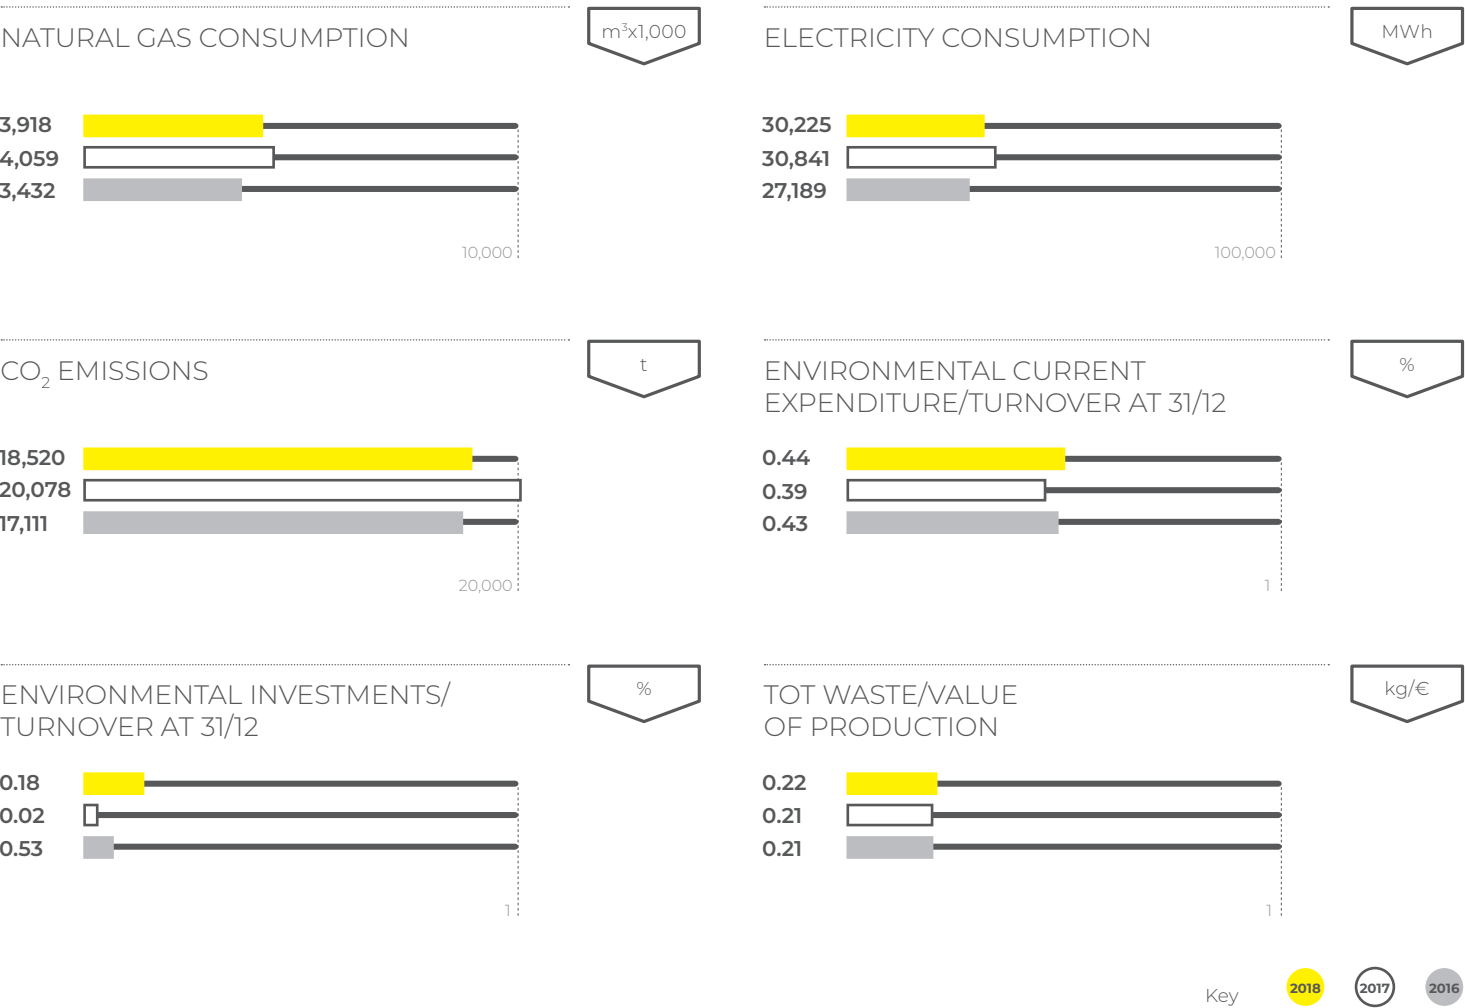 NATURAL GAS CONSUMPTION
m³x1,000
3,918
4,059
3,432
10,000
ELECTRICITY CONSUMPTION
MWh
30,225
30,841
27,189
100,000
CO₂ EMISSIONS
t
18,520
20,078
17,111
20,000
ENVIRONMENTAL CURRENT
EXPENDITURE/TURNOVER AT 31/12
%
0.44
0.39
0.43
1
ENVIRONMENTAL INVESTMENTS/
TURNOVER AT 31/12
%
0.18
0.02
0.53
1
TOT WASTE/VALUE
OF PRODUCTION
kg/€
0.22
0.21
0.21
1
Key 2018 2017 2016